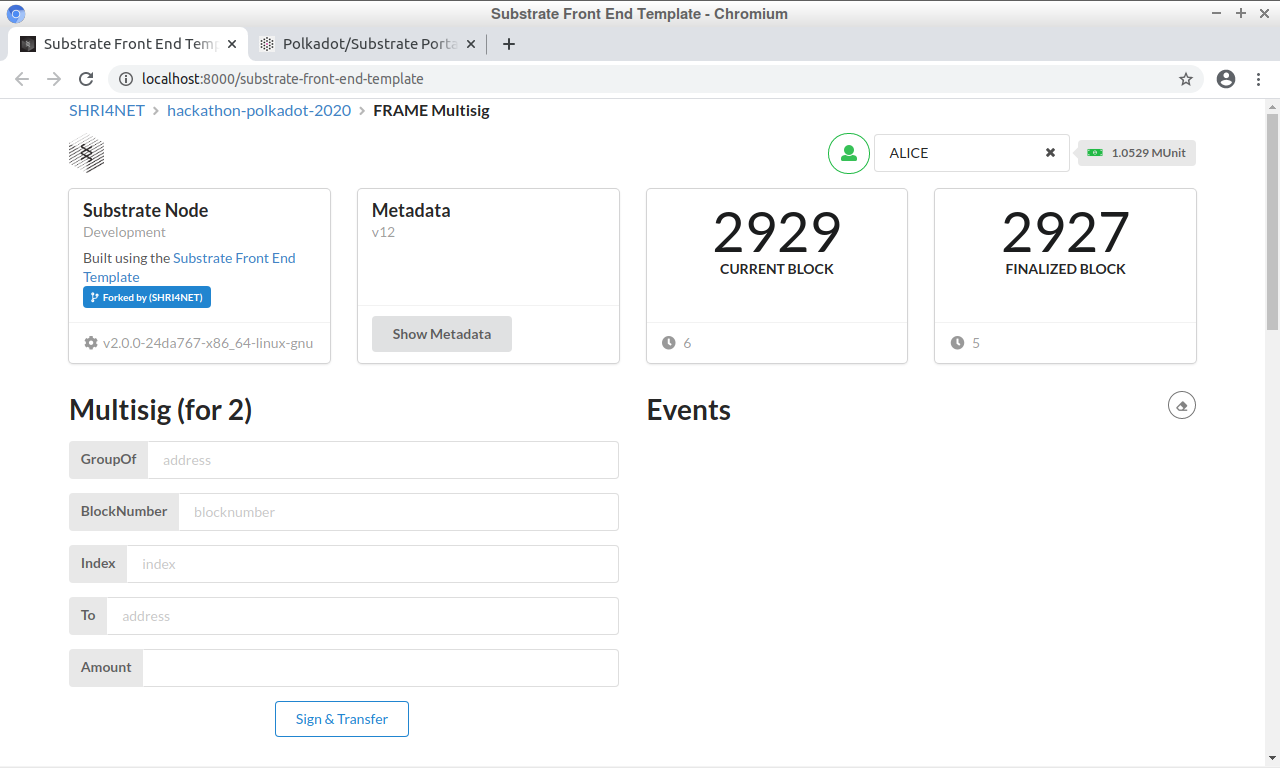 Substrate Front End Template - Chromium
Substrate Front End Temp
Polkadot/Substrate Porta
localhost:8000/substrate-front-end-template
SHRI4NET > hackathon-polkadot-2020 > FRAME Multisig
ALICE
1.0529 MUnit
Substrate Node
Development
Built using the Substrate Front End
Template
Forked by (SHRI4NET)
v2.0.0-24da767-x86_64-linux-gnu
Metadata
v12
Show Metadata
2929
CURRENT BLOCK
6
2927
FINALIZED BLOCK
5
Multisig (for 2)
GroupOf address
BlockNumber blocknumber
Index index
To address
Amount
Sign & Transfer
Events